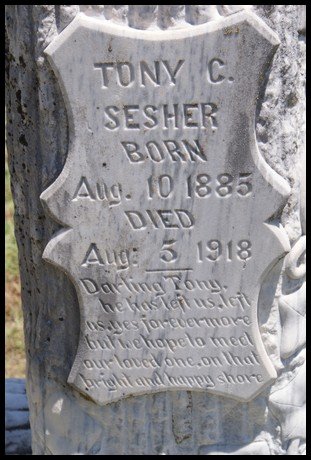 TONY C.
SESHER
BORN
Aug. 10 1885
DIED
Aug: 5 1918
Darling Tony,
he has left us, left
us, yes forevermore
but we hope to meet
our loved one, on that
bright and happy shore